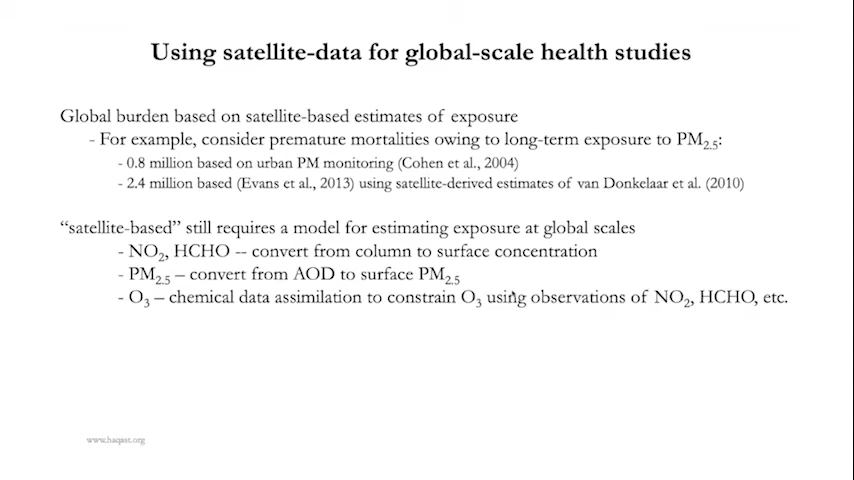 Using satellite-data for global-scale health studies
Global burden based on satellite-based estimates of exposure
- For example, consider premature mortalities owing to long-term exposure to PM2.5:
- 0.8 million based on urban PM monitoring (Cohen et al., 2004)
- 2.4 million based (Evans et al., 2013) using satellite-derived estimates of van Donkelaar et al. (2010)
“satellite-based” still requires a model for estimating exposure at global scales
- NO2, HCHO -- convert from column to surface concentration
- PM2.5 – convert from AOD to surface PM2.5
- O3 – chemical data assimilation to constrain O3 using observations of NO2, HCHO, etc.
www.haqast.org